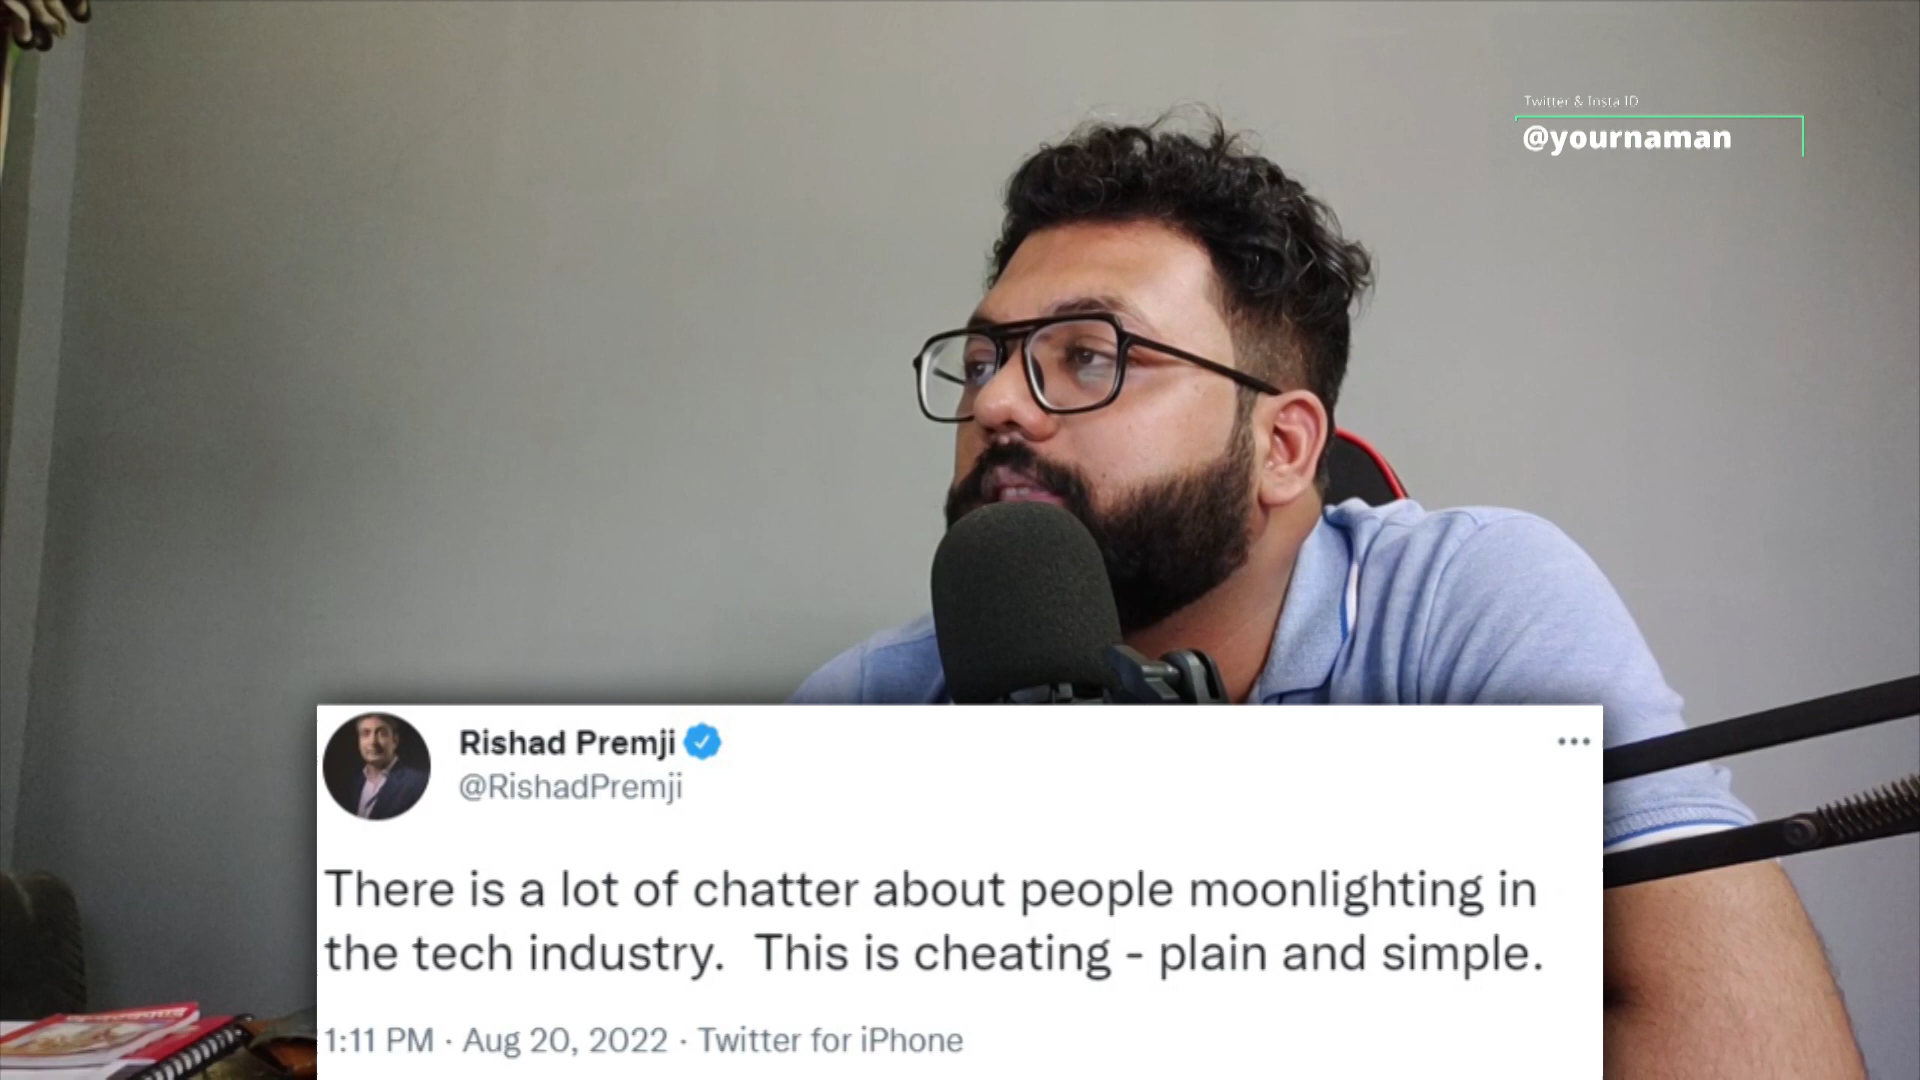 Twitter & Insta ID
@yournaman
Rishad Premji
@RishadPremji
There is a lot of chatter about people moonlighting in
the tech industry.  This is cheating - plain and simple.
1:11 PM · Aug 20, 2022 · Twitter for iPhone